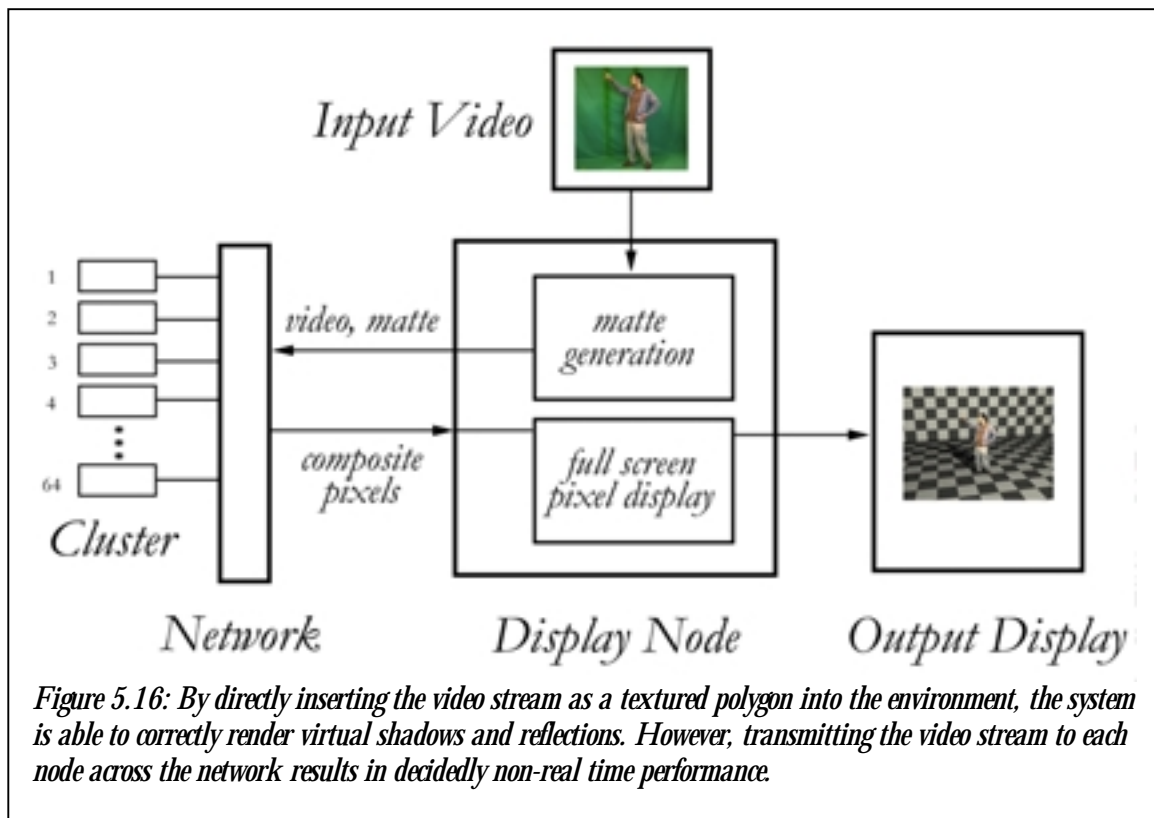 Input Video
1
2
3
4
64
Cluster
Network
video, matte
composite
pixels
matte
generation
full screen
pixel display
Display Node
Output Display
Figure 5.16: By directly inserting the video stream as a textured polygon into the environment, the system
is able to correctly render virtual shadows and reflections. However, transmitting the video stream to each
node across the network results in decidedly non-real time performance.